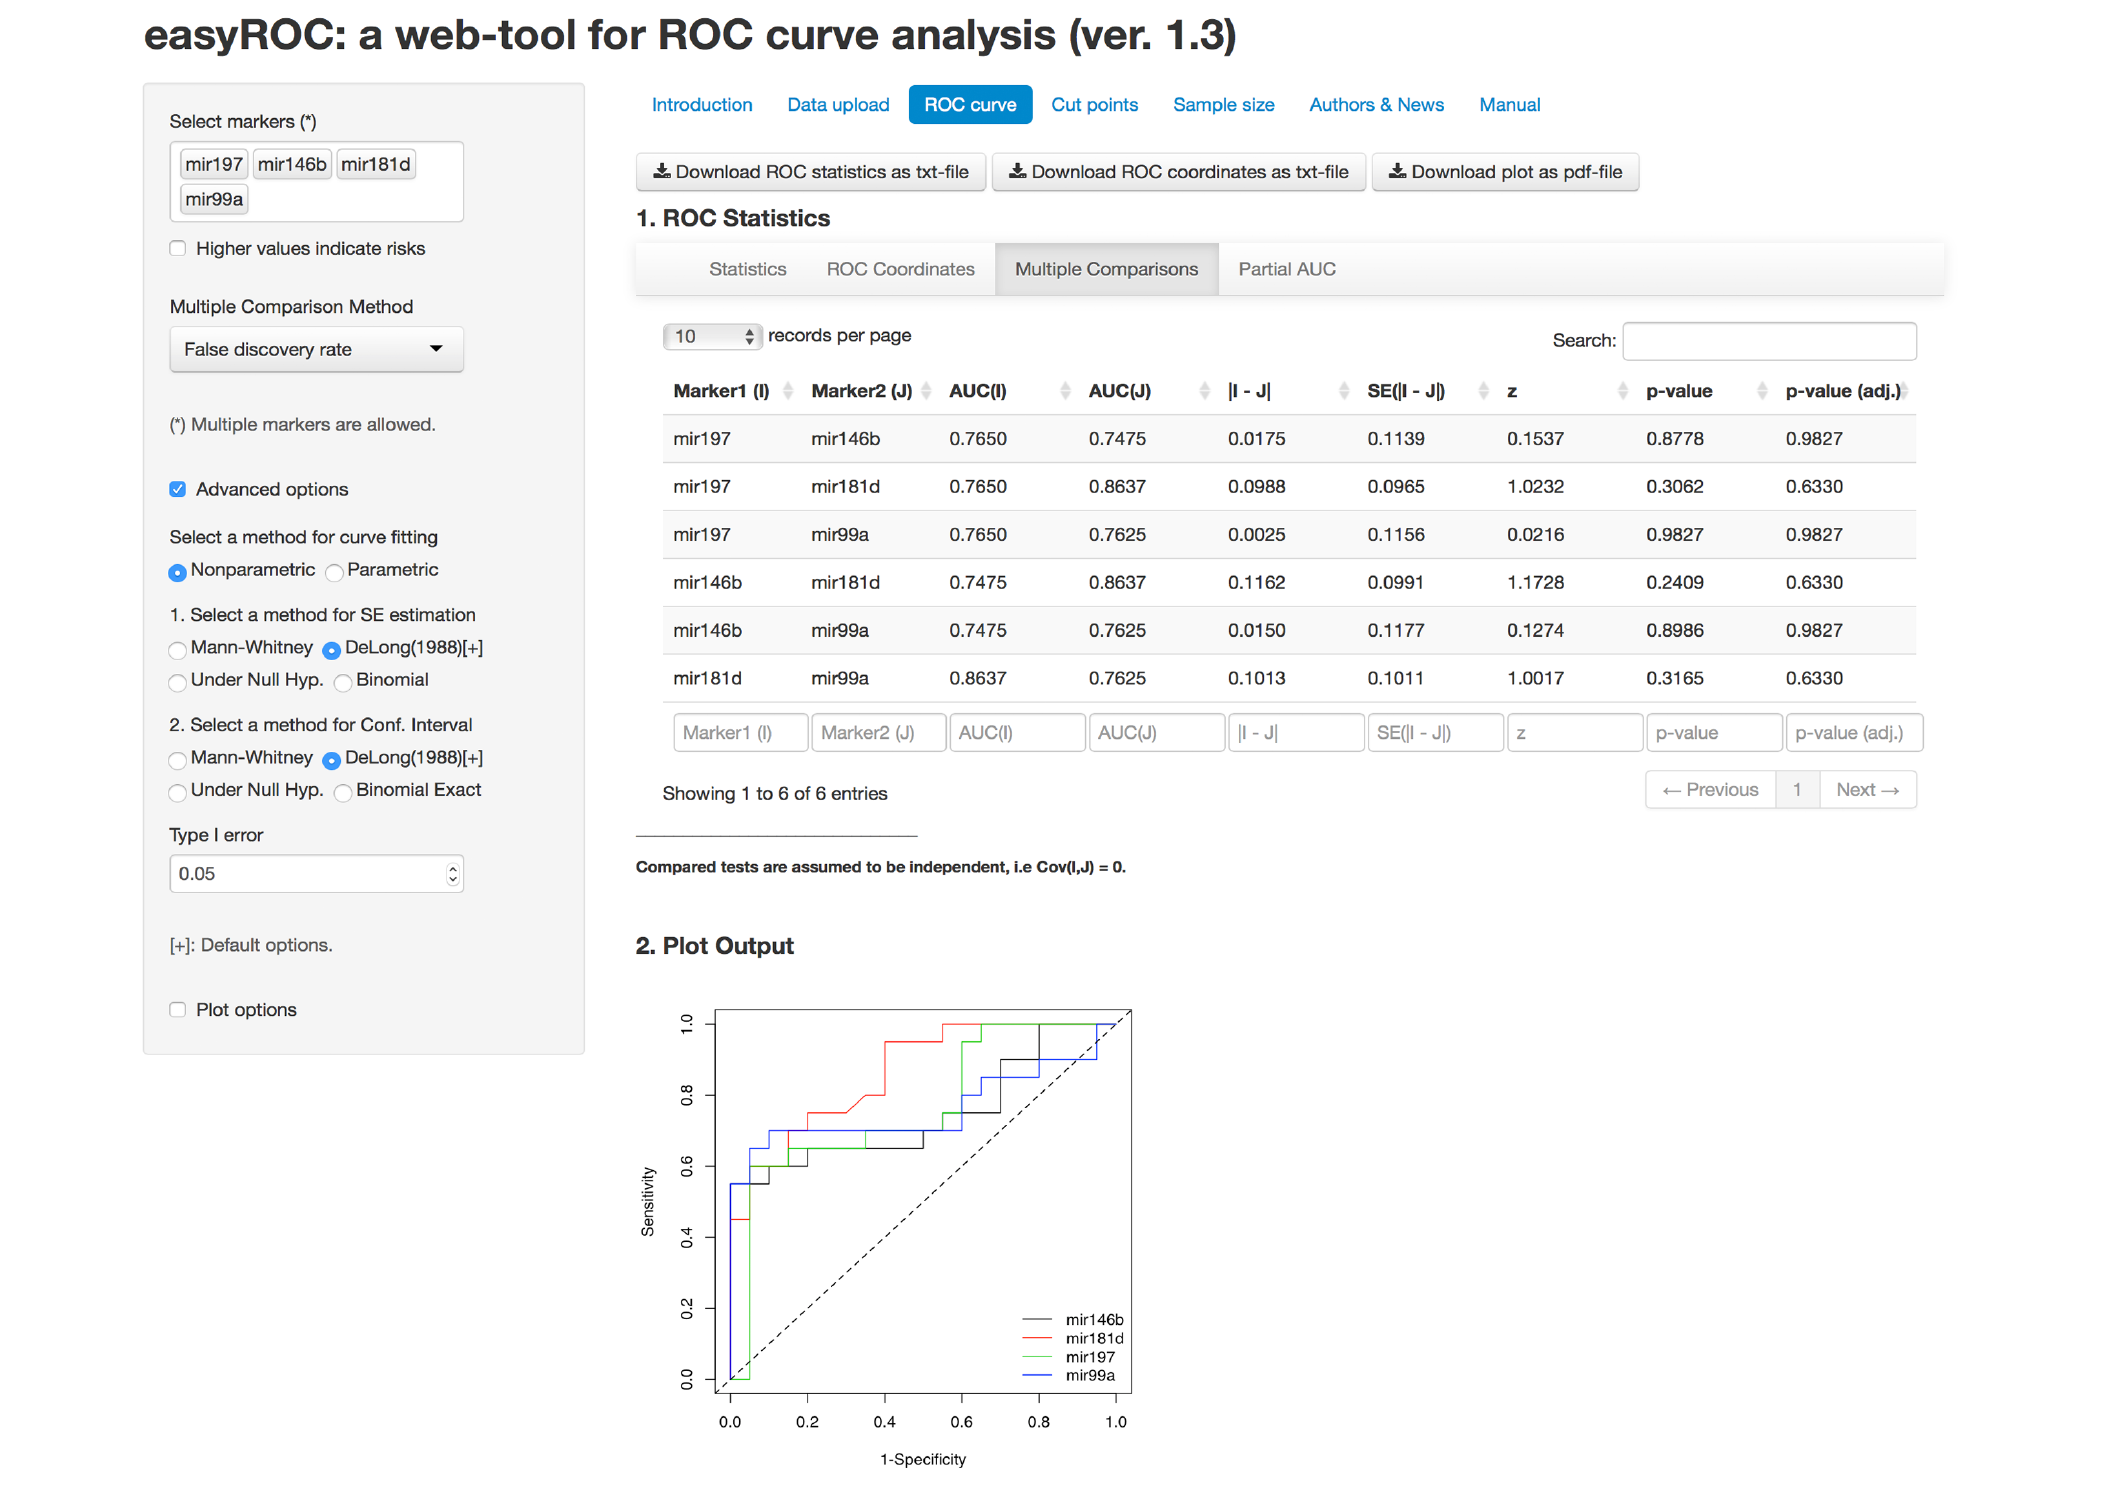 easyROC: a web-tool for ROC curve analysis (ver. 1.3)
Select markers (*)
mir197 mir146b mir181d
mir99a
Higher values indicate risks
Multiple Comparison Method
False discovery rate
(*) Multiple markers are allowed.
Advanced options
Select a method for curve fitting
Nonparametric Parametric
1. Select a method for SE estimation
Mann-Whitney DeLong(1988)[+]
Under Null Hyp. Binomial
2. Select a method for Conf. Interval
Mann-Whitney DeLong(1988)[+]
Under Null Hyp. Binomial Exact
Type I error
0.05
[+]: Default options.
Plot options
Introduction Data upload ROC curve Cut points Sample size Authors & News Manual
Download ROC statistics as txt-file Download ROC coordinates as txt-file Download plot as pdf-file
1. ROC Statistics
Statistics ROC Coordinates Multiple Comparisons Partial AUC
10 records per page Search:
Marker1 (I) Marker2 (J) AUC(I) AUC(J) |I - J| SE(|I - J|) z p-value p-value (adj.)
mir197 mir146b 0.7650 0.7475 0.0175 0.1139 0.1537 0.8778 0.9827
mir197 mir181d 0.7650 0.8637 0.0988 0.0965 1.0232 0.3062 0.6330
mir197 mir99a 0.7650 0.7625 0.0025 0.1156 0.0216 0.9827 0.9827
mir146b mir181d 0.7475 0.8637 0.1162 0.0991 1.1728 0.2409 0.6330
mir146b mir99a 0.7475 0.7625 0.0150 0.1177 0.1274 0.8986 0.9827
mir181d mir99a 0.8637 0.7625 0.1013 0.1011 1.0017 0.3165 0.6330
Marker1 (I) Marker2 (J) AUC(I) AUC(J) |I - J| SE(|I - J|) z p-value p-value (adj.)
Showing 1 to 6 of 6 entries
← Previous 1 Next →
Compared tests are assumed to be independent, i.e Cov(I,J) = 0.
2. Plot Output
Sensitivity
1.0
0.8
0.6
0.4
0.2
0.0
mir146b
mir181d
mir197
mir99a
0.0 0.2 0.4 0.6 0.8 1.0
1-Specificity